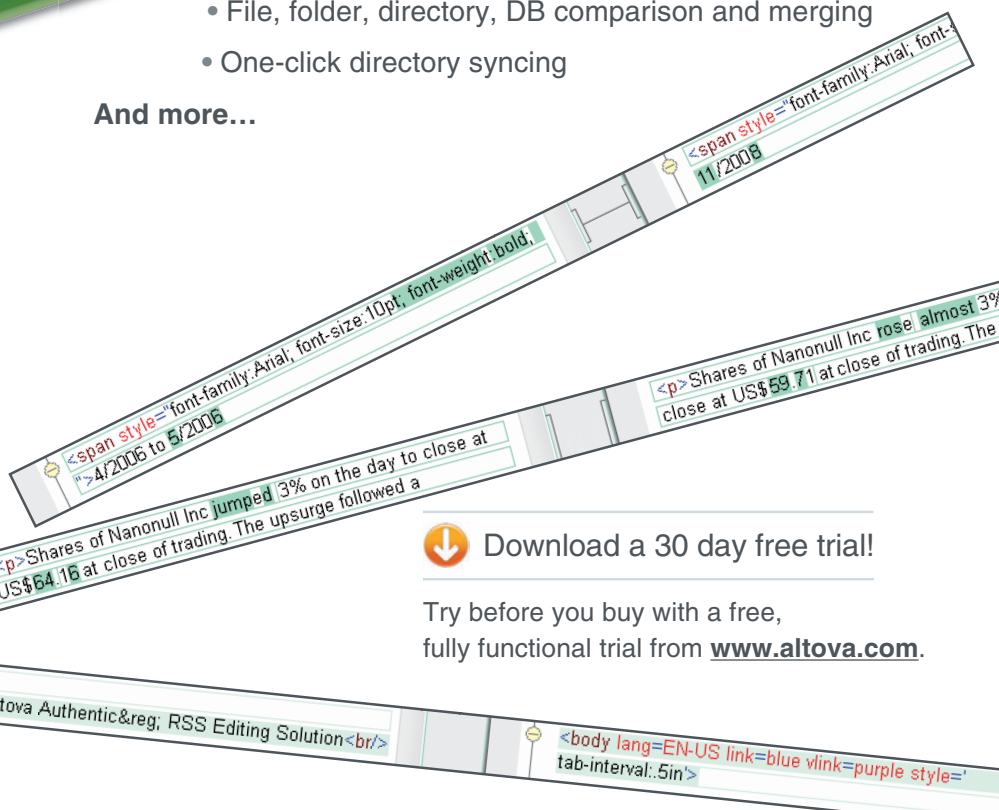 • File, folder, directory, DB comparison and merging
• One-click directory syncing
And more…
<span style="font-family:Arial; font-size:10pt; font-weight:bold;
">4/2006 to 5/2006
<span style="font-family:Arial; font-
11/2008
<p>Shares of Nanonull Inc jumped 3% on the day to close at
US$64.16 at close of trading. The upsurge followed a
<p>Shares of Nanonull Inc rose almost 3%
close at US$59.71 at close of trading. The
Download a 30 day free trial!
Try before you buy with a free,
fully functional trial from www.altova.com.
tova Authentic&reg; RSS Editing Solution<br/>
<body lang=EN-US link=blue vlink=purple style='
tab-interval:.5in'>